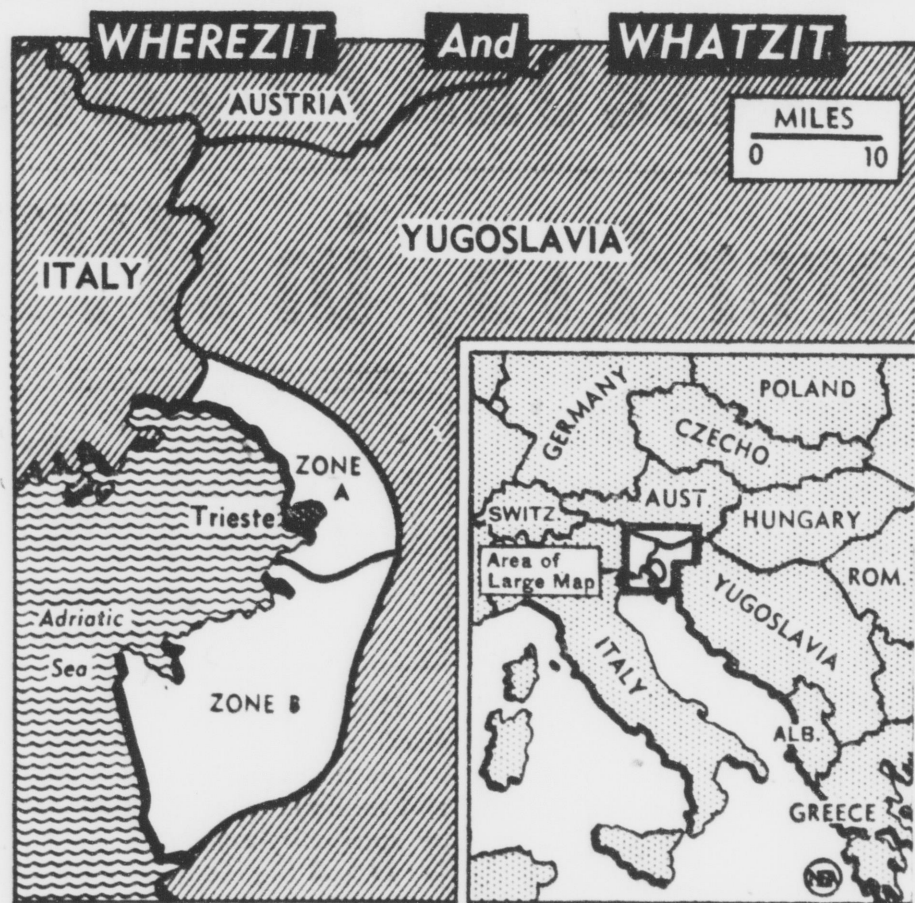 WHEREZIT And WHATZIT
AUSTRIA
MILES
0 10
YUGOSLAVIA
ITALY
ZONE
A
Trieste
Adriatic
Sea
ZONE B
POLAND
GERMANY
CZECHO.
AUST.
SWITZ.
HUNGARY
Area of
Large Map
ROM.
YUGOSLAVIA
ITALY
ALB.
GREECE
NEA